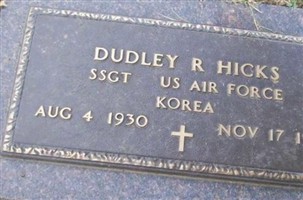 DUDLEY R HICKS
SSGT US AIR FORCE
KOREA
AUG 4 1930 NOV 17